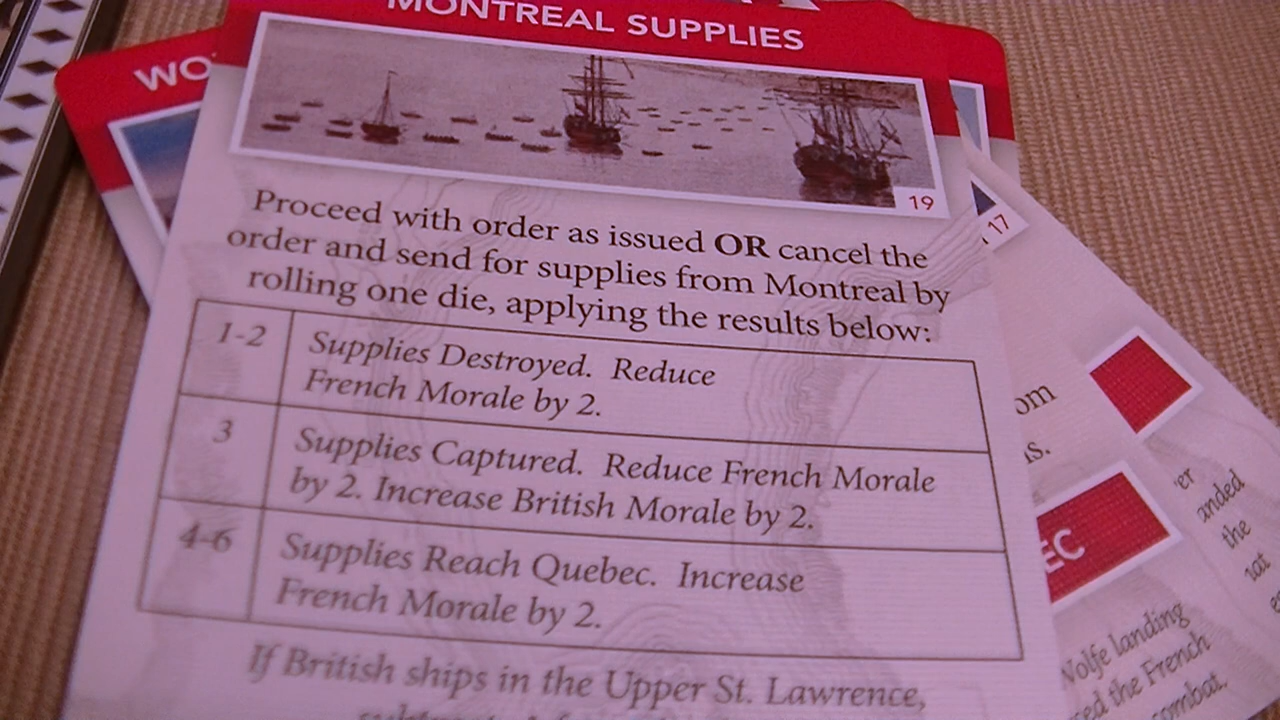 MONTREAL SUPPLIES
WO
19
17
Proceed with order as issued OR cancel the
order and send for supplies from Montreal by
rolling one die, applying the results below:
1-2 Supplies Destroyed. Reduce
French Morale by 2.
3 Supplies Captured. Reduce French Morale
by 2. Increase British Morale by 2.
4-6 Supplies Reach Quebec. Increase
French Morale by 2.
If British ships in the Upper St. Lawrence,
om
is.
EC
er
anded
the
hat
Wolfe landing
ced the French
combat.